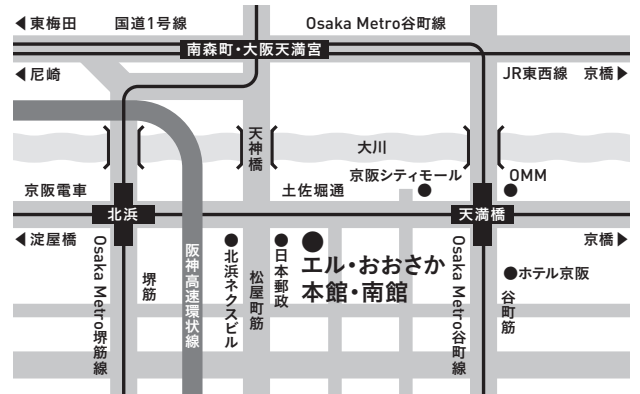 ◀東梅田
国道1号線
Osaka Metro谷町線
南森町・大阪天満宮
◀尼崎
JR東西線 京橋▶
天神橋
大川
京阪シティモール
OMM
京阪電車
土佐堀通
北浜
天満橋
◀淀屋橋
京橋▶
Osaka Metro堺筋線
堺筋
阪神高速環状線
北浜ネクスビル
松屋町筋
日本郵政
エル・おおさか
本館・南館
Osaka Metro谷町線
ホテル京阪
谷町筋